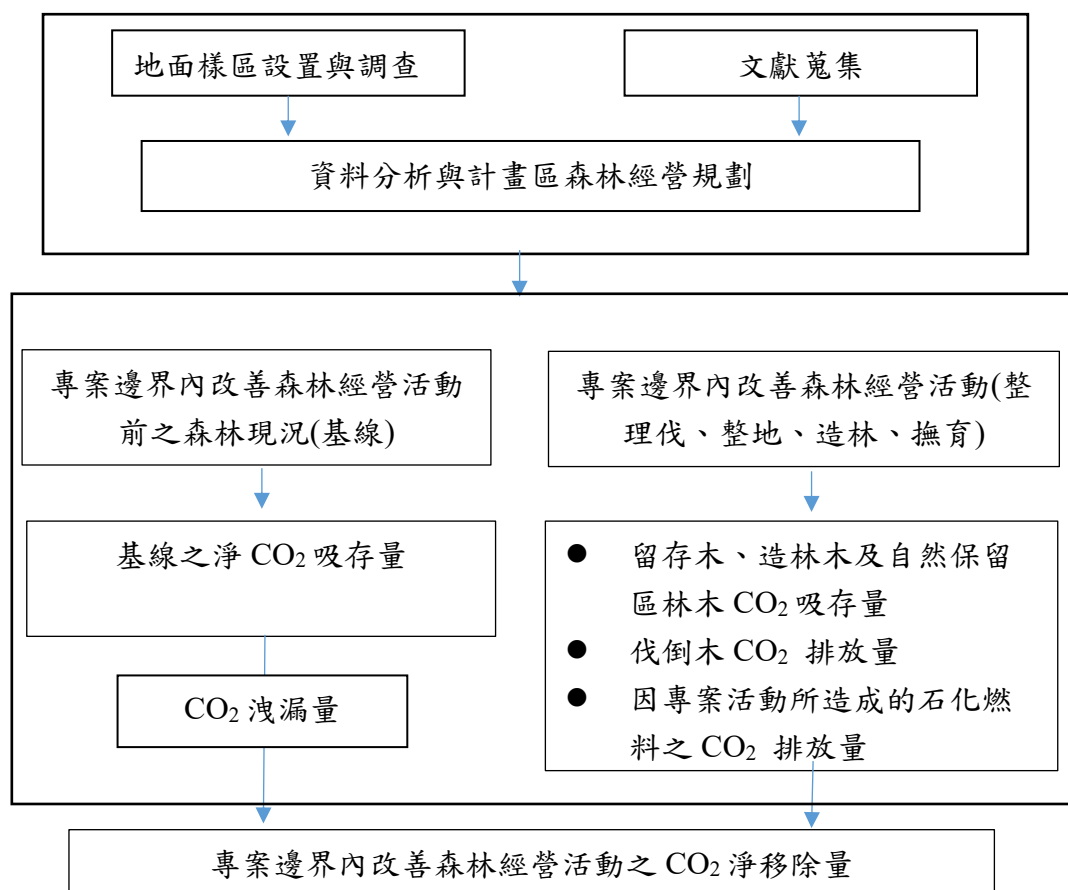 地面樣區設置與調查
文獻蒐集
資料分析與計畫區森林經營規劃
專案邊界內改善森林經營活動
前之森林現況(基線)
專案邊界內改善森林經營活動(整
理伐、整地、造林、撫育)
基線之淨 CO₂ 吸存量
● 留存木、造林木及自然保留
區林木 CO₂ 吸存量
● 伐倒木 CO₂ 排放量
● 因專案活動所造成的石化燃
料之 CO₂ 排放量
CO₂ 洩漏量
專案邊界內改善森林經營活動之 CO₂ 淨移除量